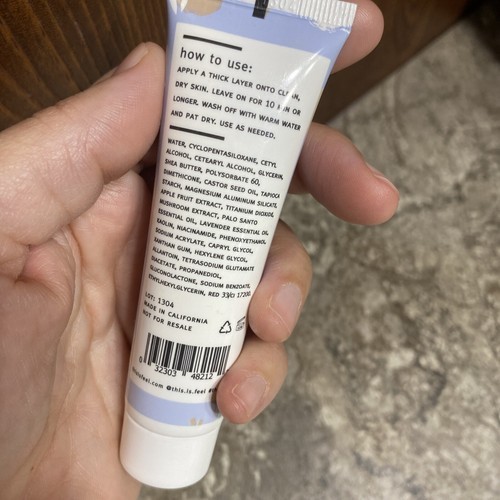 how to use:
APPLY A THICK LAYER ONTO CLEAN,
DRY SKIN. LEAVE ON FOR 10 MIN OR
LONGER. WASH OFF WITH WARM WATER
AND PAT DRY. USE AS NEEDED.
WATER, CYCLOPENTASILOXANE, CETYL
ALCOHOL, CETEARYL ALCOHOL, GLYCERIN,
SHEA BUTTER, POLYSORBATE 60,
DIMETHICONE, CASTOR SEED OIL, TAPIOCA
STARCH, MAGNESIUM ALUMINUM SILICATE,
APPLE FRUIT EXTRACT, TITANIUM DIOXIDE,
MUSHROOM EXTRACT, PALO SANTO
ESSENTIAL OIL, LAVENDER ESSENTIAL OIL,
KAOLIN, NIACINAMIDE, PHENOXYETHANOL,
SODIUM ACRYLATE, CAPRYL GLYCOL,
XANTHAN GUM, HEXYLENE GLYCOL,
ALLANTOIN, TETRASODIUM GLUTAMATE
DIACETATE, PROPANEDIOL,
GLUCONOLACTONE, SODIUM BENZOATE,
ETHYLHEXYLGLYCERIN, RED 33/CI 17200.
LOT: 1304
MADE IN CALIFORNIA
NOT FOR RESALE
0 32303 48212
feel.com @this.is.feel